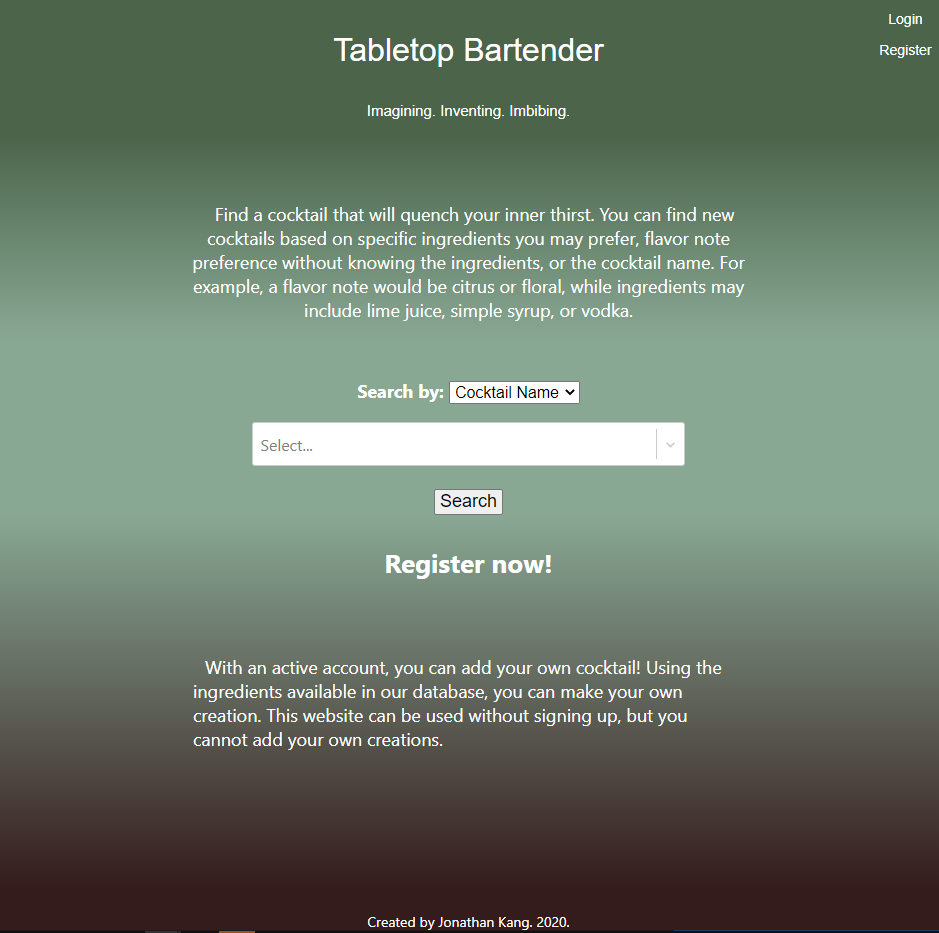 Login
Tabletop Bartender
Register
Imagining. Inventing. Imbibing.
Find a cocktail that will quench your inner thirst. You can find new
cocktails based on specific ingredients you may prefer, flavor note
preference without knowing the ingredients, or the cocktail name. For
example, a flavor note would be citrus or floral, while ingredients may
include lime juice, simple syrup, or vodka.
Search by: Cocktail Name
Select...
Search
Register now!
With an active account, you can add your own cocktail! Using the
ingredients available in our database, you can make your own
creation. This website can be used without signing up, but you
cannot add your own creations.
Created by Jonathan Kang. 2020.